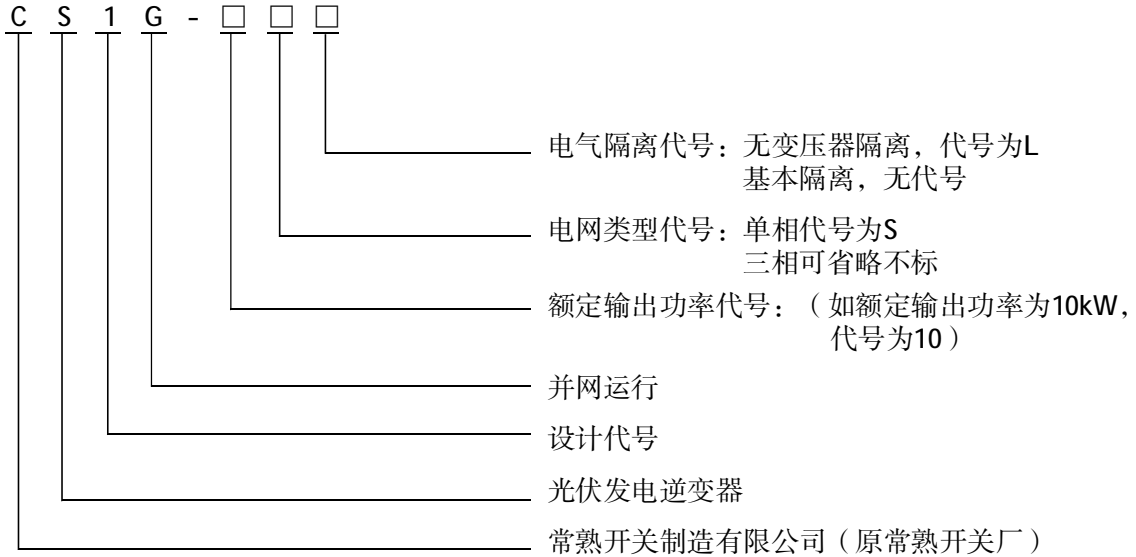 C S 1 G - □ □ □
电气隔离代号：无变压器隔离，代号为L
基本隔离，无代号
电网类型代号：单相代号为S
三相可省略不标
额定输出功率代号：（如额定输出功率为10kW，
代号为10）
并网运行
设计代号
光伏发电逆变器
常熟开关制造有限公司（原常熟开关厂）